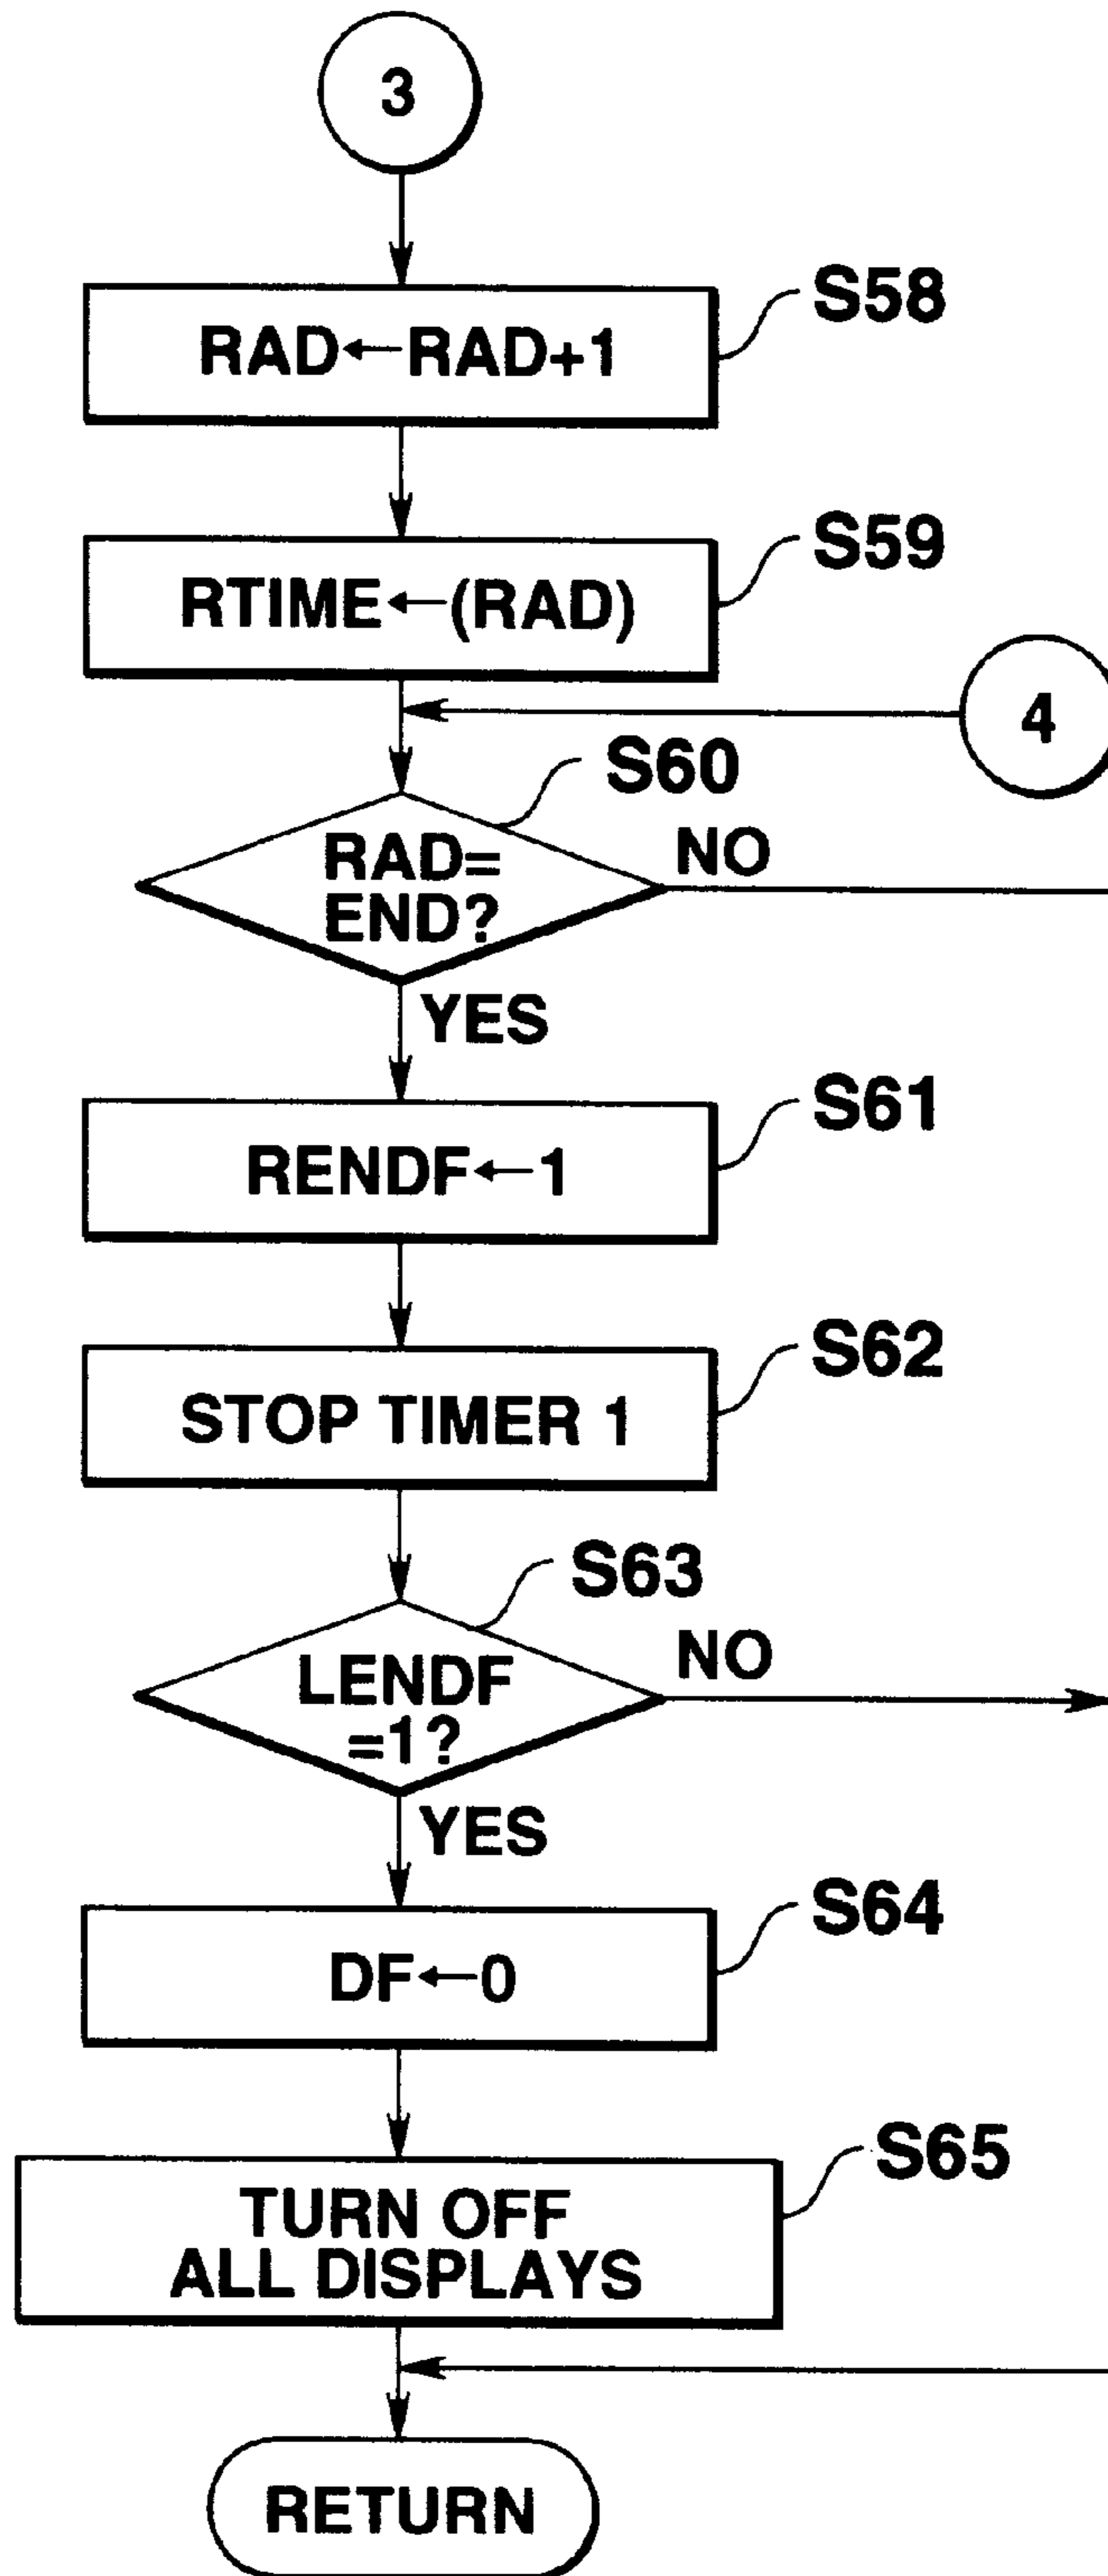 3
S58
RAD←RAD+1
S59
RTIME←(RAD)
4
S60
RAD=
END?
NO
YES
S61
RENDF←1
S62
STOP TIMER 1
S63
LENDF
=1?
NO
YES
S64
DF←0
S65
TURN OFF
ALL DISPLAYS
RETURN